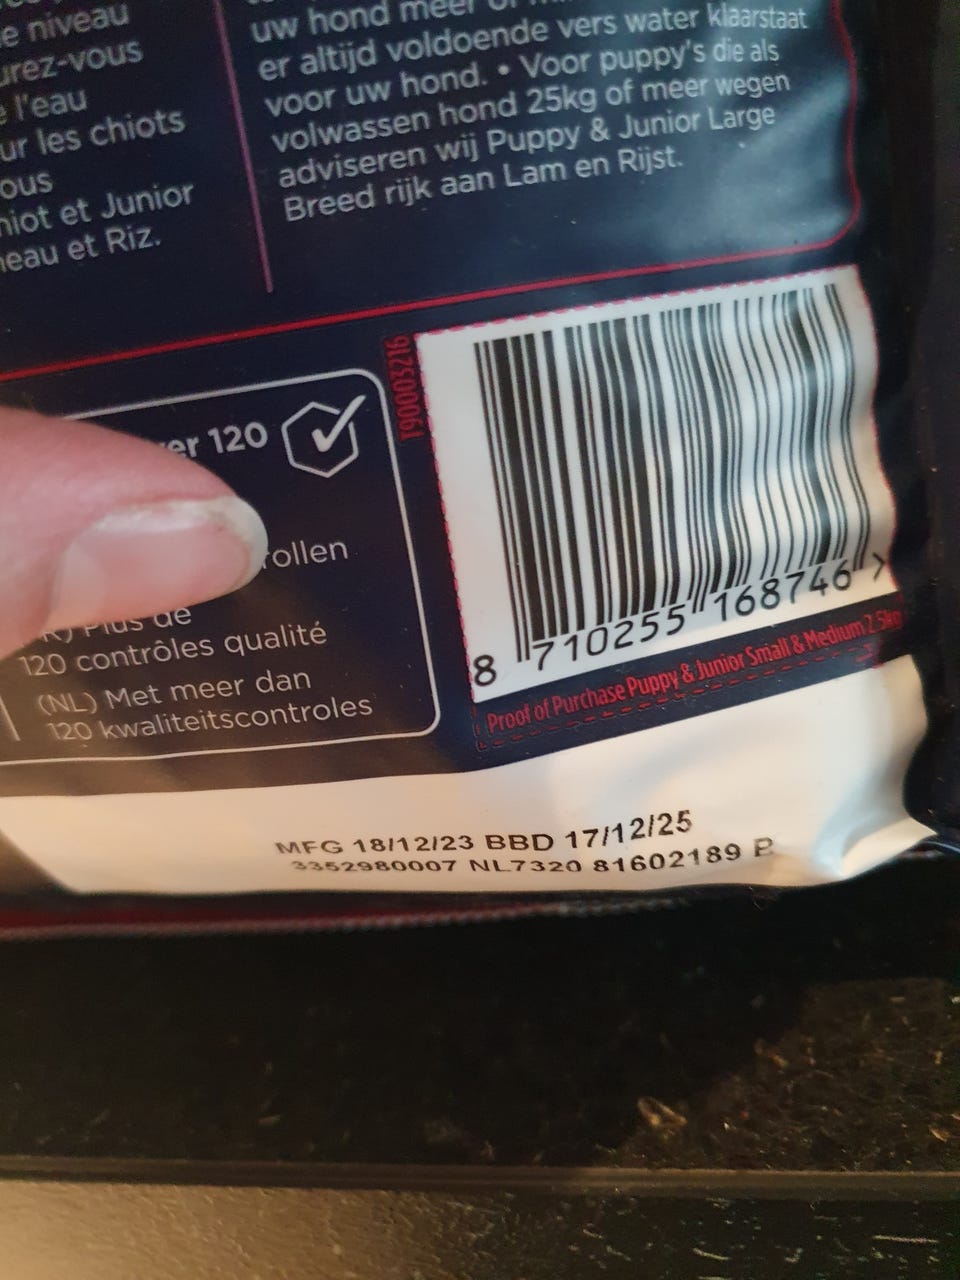 e niveau
urez-vous
e l'eau
ur les chiots
ous
hiot et Junior
neau et Riz.
uw hond meer of
er altijd voldoende vers water klaarstaat
voor uw hond. • Voor puppy's die als
volwassen hond 25kg of meer wegen
adviseren wij Puppy & Junior Large
Breed rijk aan Lam en Rijst.
T90003216
er 120
rollen
R) Plus de
120 contrôles qualité
(NL) Met meer dan
120 kwaliteitscontroles
8 710255 168746 >
Proof of Purchase Puppy & Junior Small & Medium 2.5kg
MFG 18/12/23 BBD 17/12/25
3352980007 NL7320 81602189 P